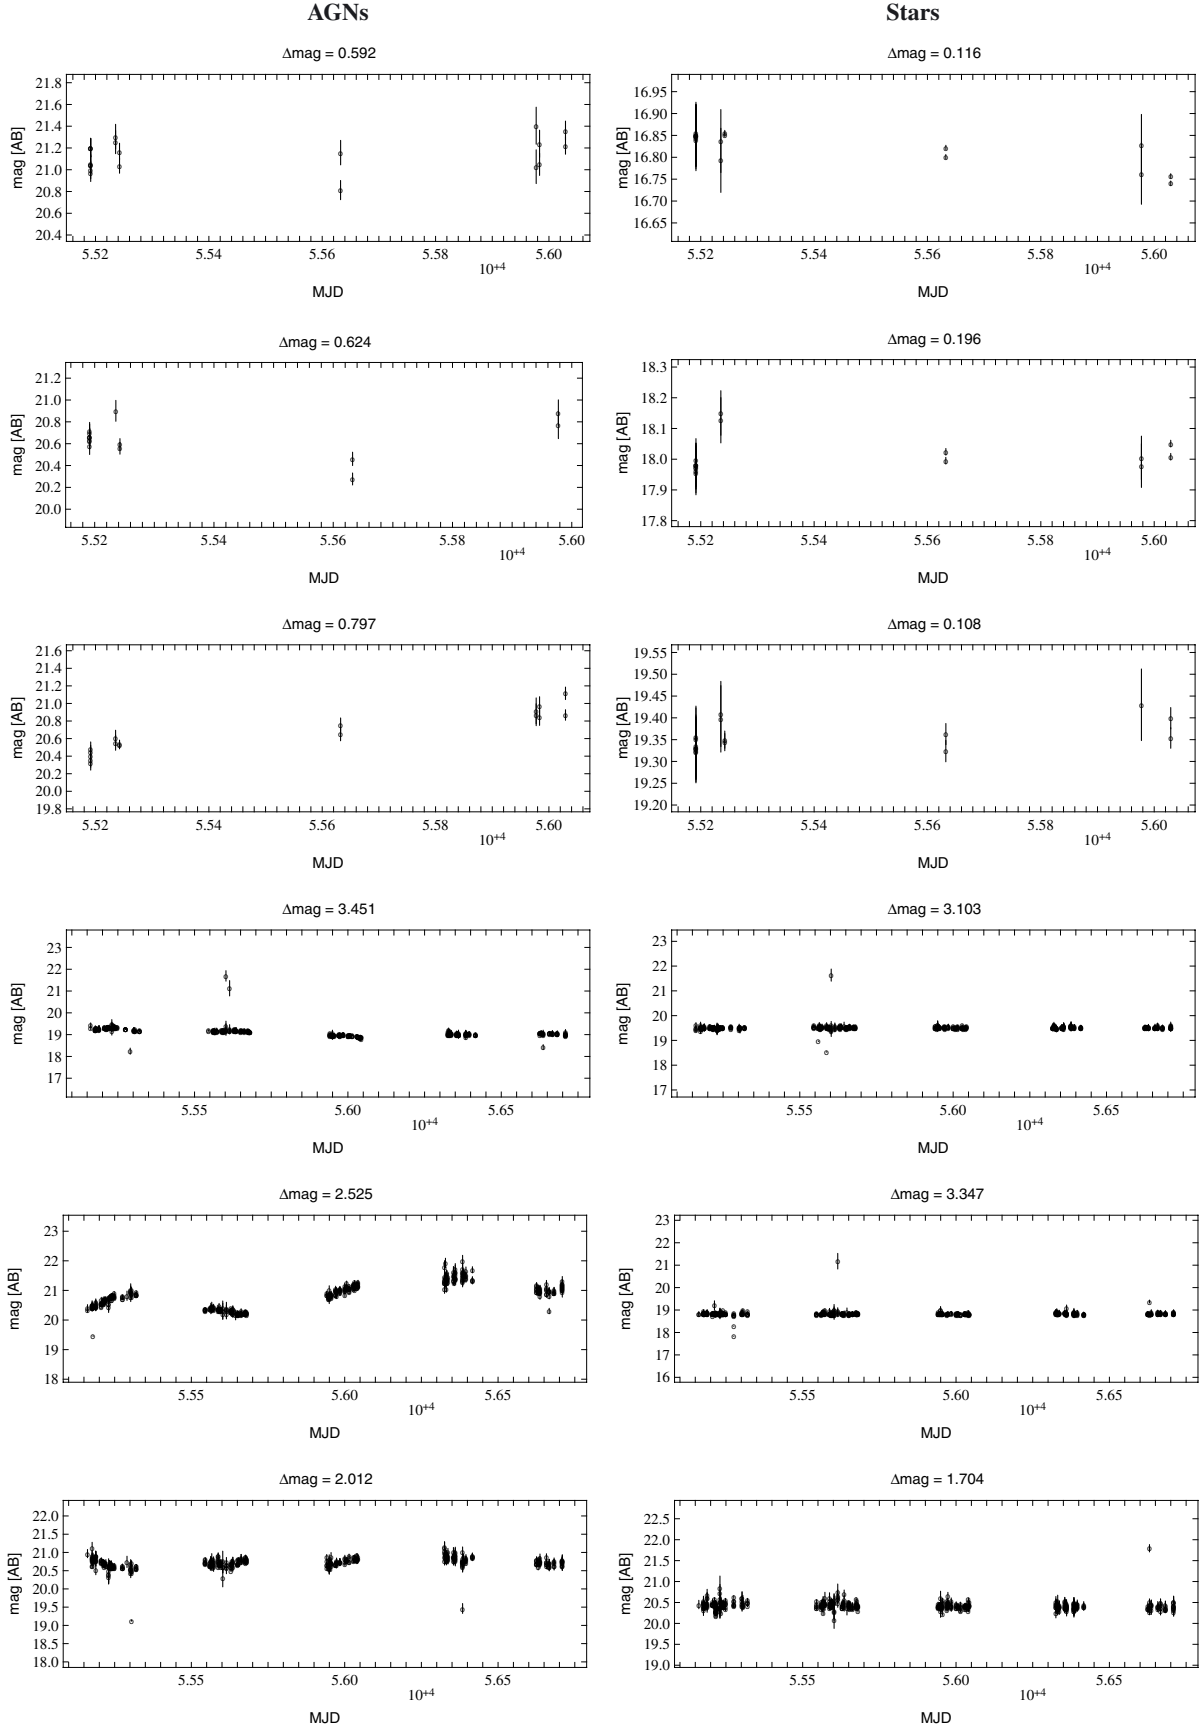 AGNs Stars
Δmag = 0.592 Δmag = 0.116
mag [AB] 21.8 21.6 21.4 21.2 21.0 20.8 20.6 20.4
mag [AB] 16.95 16.90 16.85 16.80 16.75 16.70 16.65
5.52 5.54 5.56 5.58 5.60 5.52 5.54 5.56 5.58 5.60
10+4 10+4
MJD MJD
Δmag = 0.624 Δmag = 0.196
mag [AB] 21.2 21.0 20.8 20.6 20.4 20.2 20.0
mag [AB] 18.3 18.2 18.1 18.0 17.9 17.8
5.52 5.54 5.56 5.58 5.60 5.52 5.54 5.56 5.58 5.60
10+4 10+4
MJD MJD
Δmag = 0.797 Δmag = 0.108
mag [AB] 21.6 21.4 21.2 21.0 20.8 20.6 20.4 20.2 20.0 19.8
mag [AB] 19.55 19.50 19.45 19.40 19.35 19.30 19.25 19.20
5.52 5.54 5.56 5.58 5.60 5.52 5.54 5.56 5.58 5.60
10+4 10+4
MJD MJD
Δmag = 3.451 Δmag = 3.103
mag [AB] 23 22 21 20 19 18 17
mag [AB] 23 22 21 20 19 18 17
5.55 5.60 5.65 5.55 5.60 5.65
10+4 10+4
MJD MJD
Δmag = 2.525 Δmag = 3.347
mag [AB] 23 22 21 20 19 18
mag [AB] 23 22 21 20 19 18 17 16
5.55 5.60 5.65 5.55 5.60 5.65
10+4 10+4
MJD MJD
Δmag = 2.012 Δmag = 1.704
mag [AB] 22.0 21.5 21.0 20.5 20.0 19.5 19.0 18.5 18.0
mag [AB] 22.5 22.0 21.5 21.0 20.5 20.0 19.5 19.0
5.55 5.60 5.65 5.55 5.60 5.65
10+4 10+4
MJD MJD